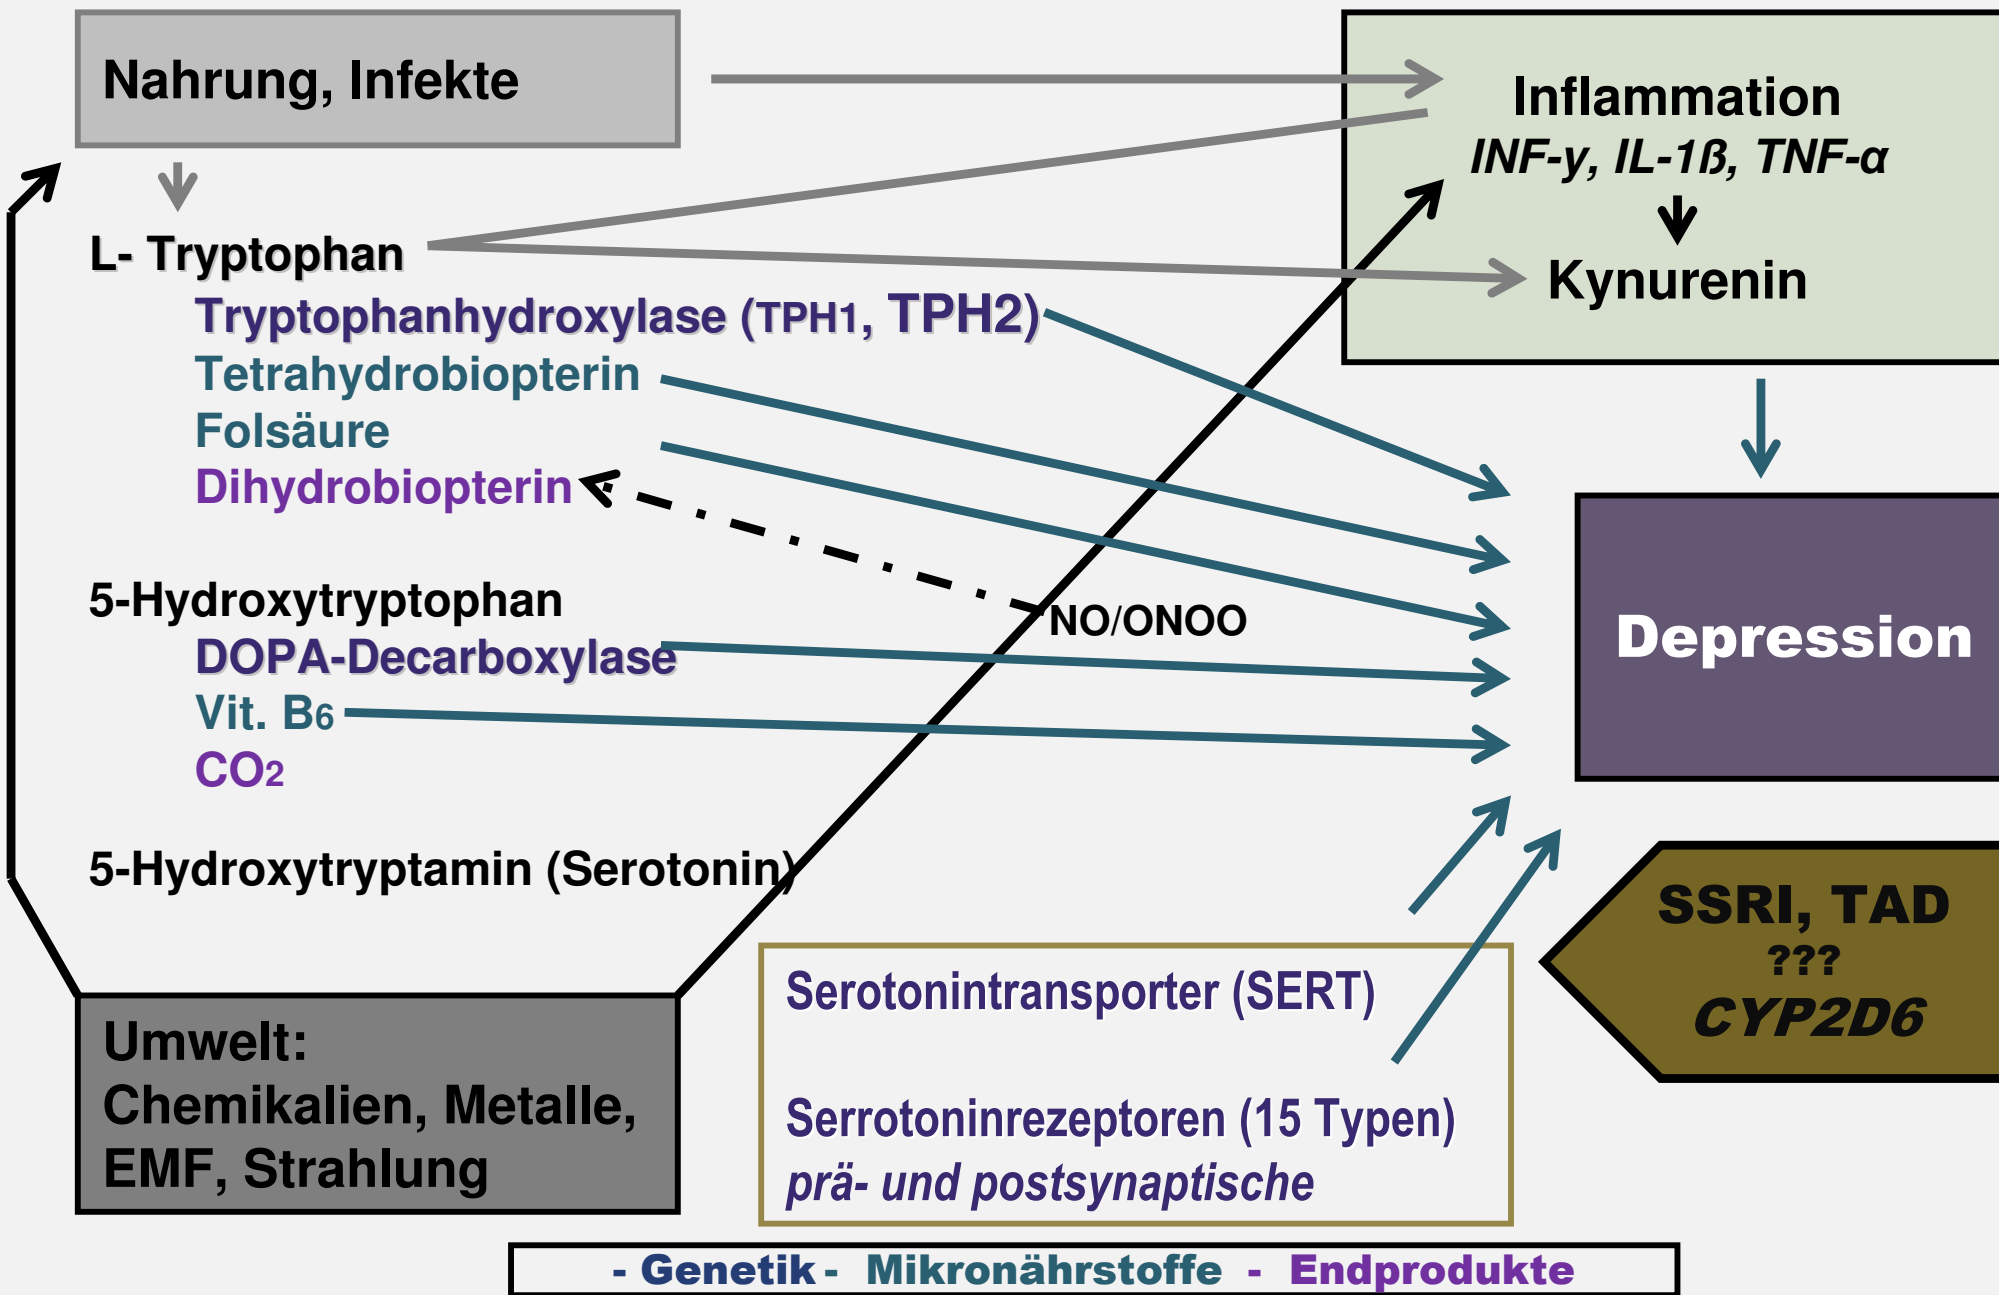 Nahrung, Infekte
Inflammation
INF-y, IL-1ß, TNF-α
Kynurenin
L- Tryptophan
Tryptophanhydroxylase (TPH1, TPH2)
Tetrahydrobiopterin
Folsäure
Dihydrobiopterin
5-Hydroxytryptophan
NO/ONOO
DOPA-Decarboxylase
Vit. B6
CO2
5-Hydroxytryptamin (Serotonin)
Depression
SSRI, TAD
???
CYP2D6
Umwelt:
Chemikalien, Metalle,
EMF, Strahlung
Serotonintransporter (SERT)
Serrotoninrezeptoren (15 Typen)
prä- und postsynaptische
- Genetik - Mikronährstoffe - Endprodukte